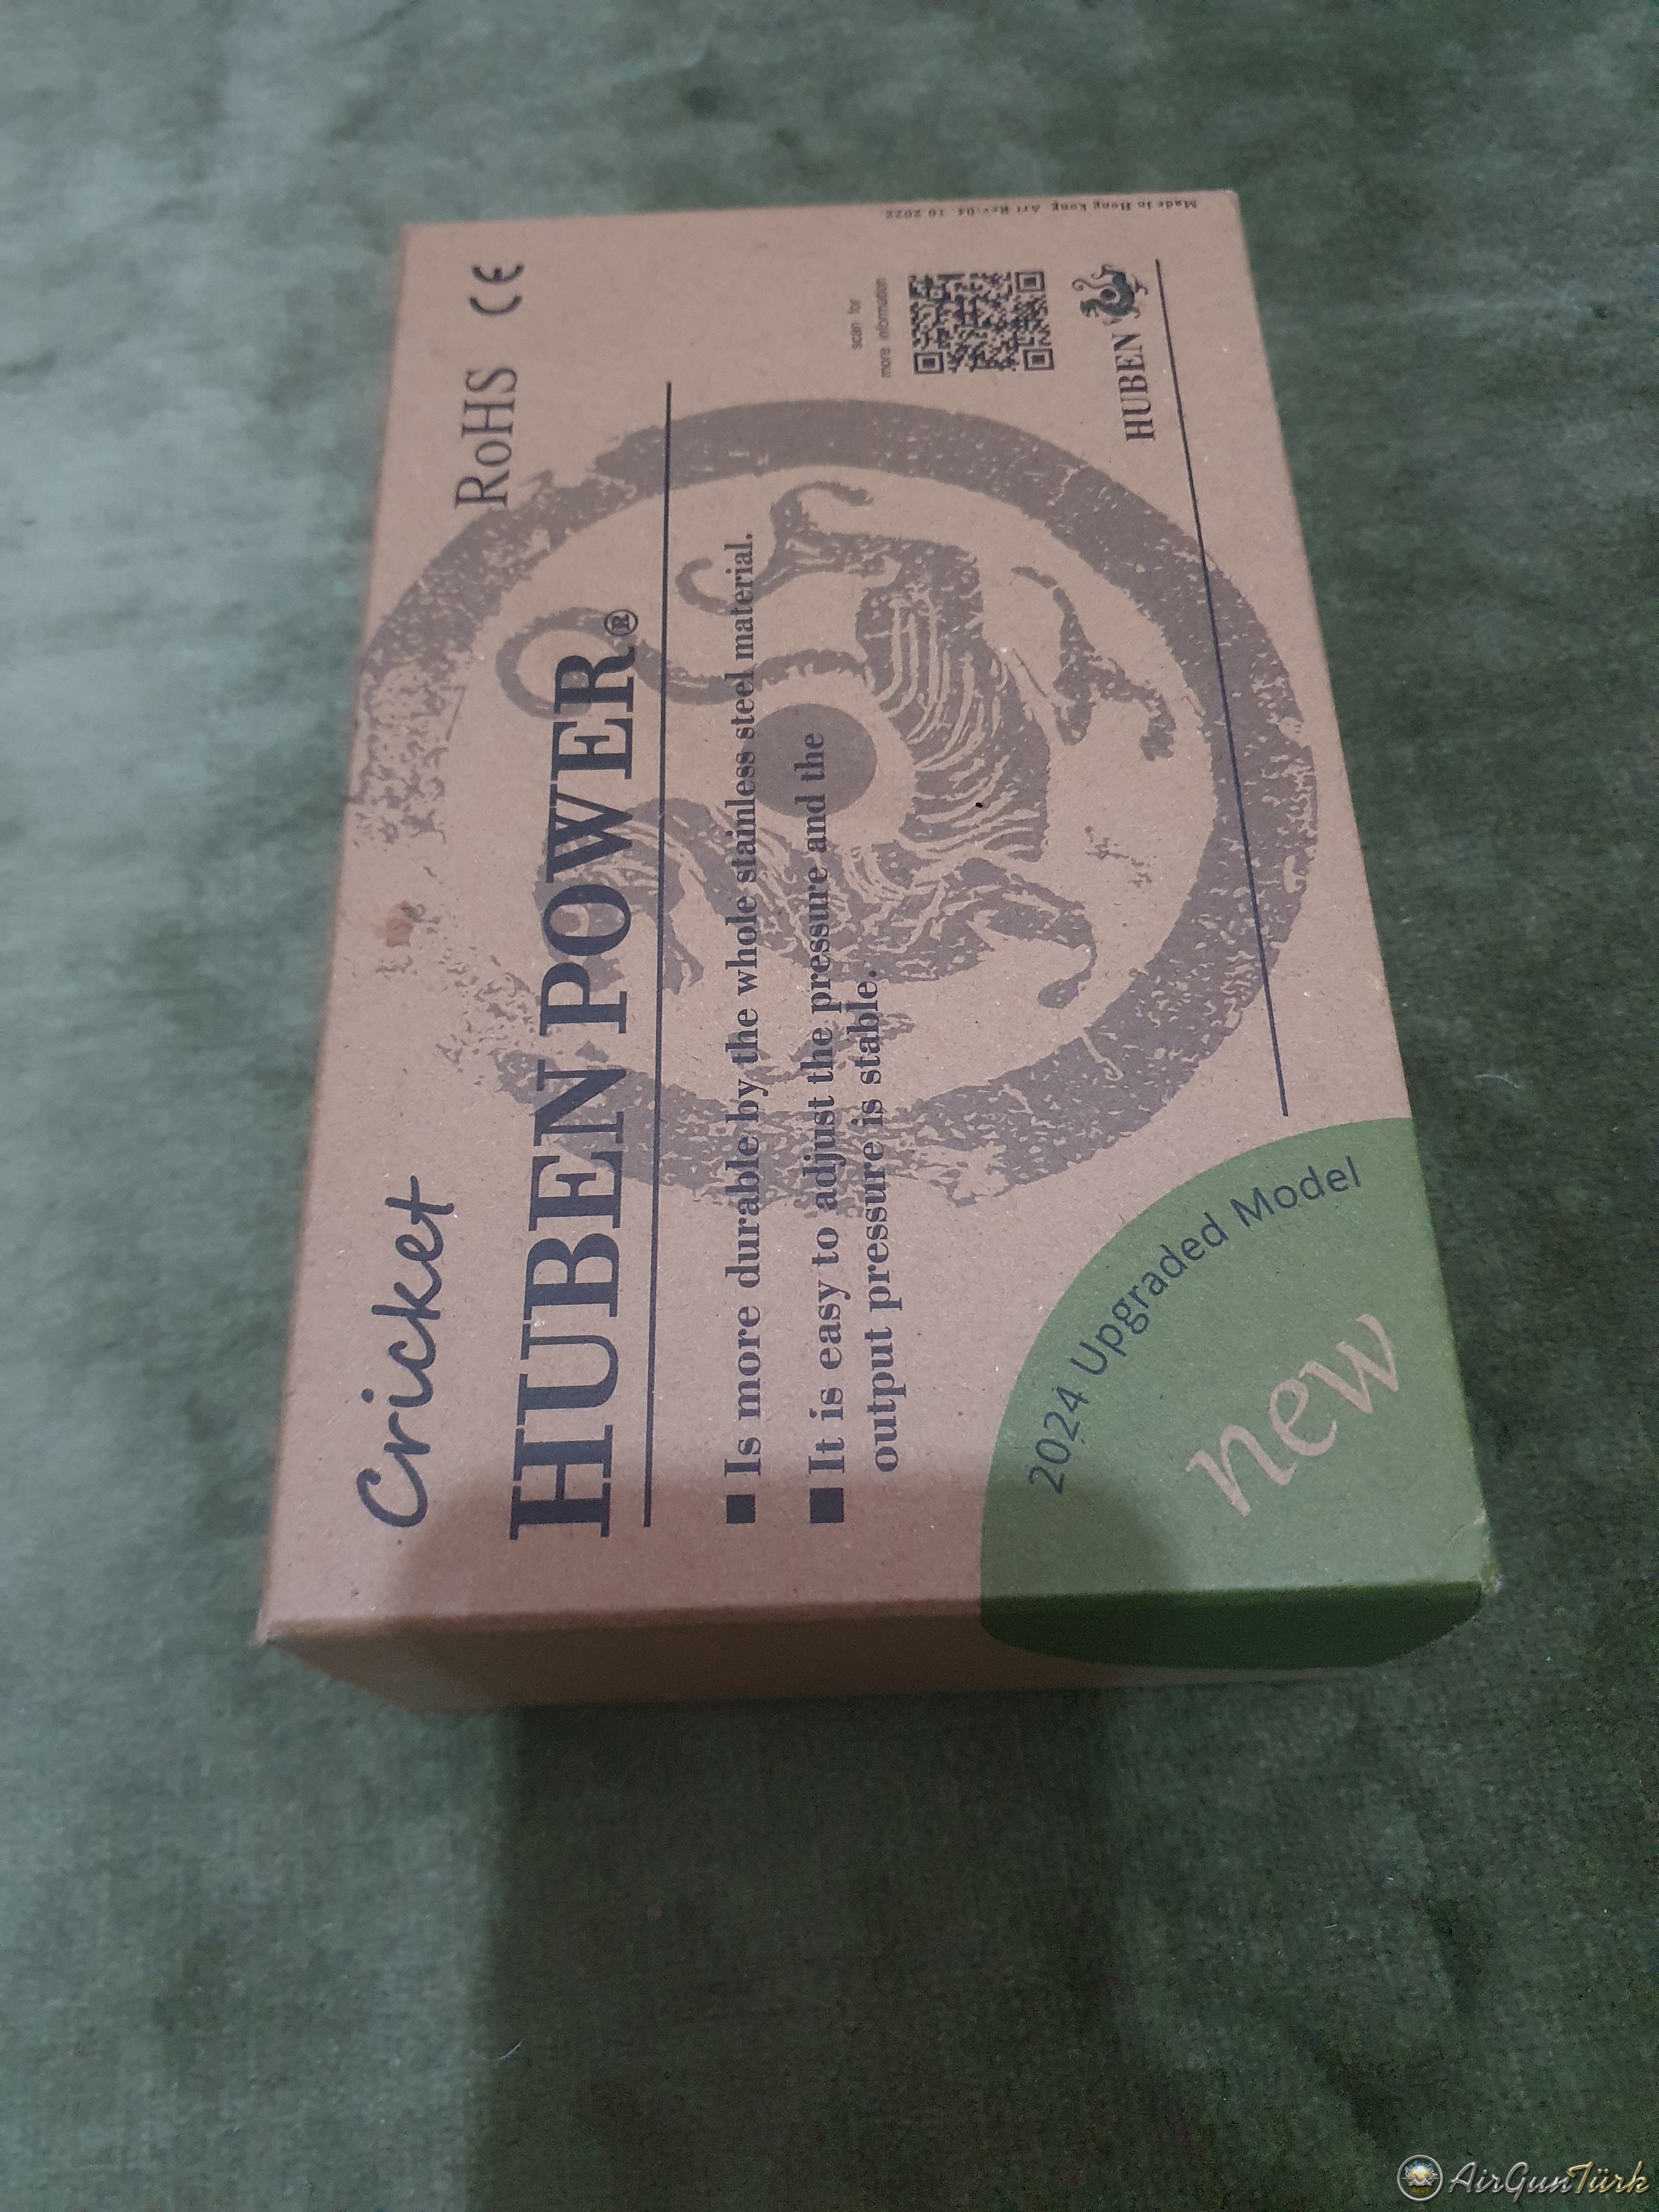 Cricket
RoHS CE
HUBEN POWER®
■ Is more durable by the whole stainless steel material.
■ It is easy to adjust the pressure and the
output pressure is stable.
scan for
more information
HUBEN
2024 Upgraded Model
new
Made in Hong kong Art Rev:04 10.2022
AirGunTürk